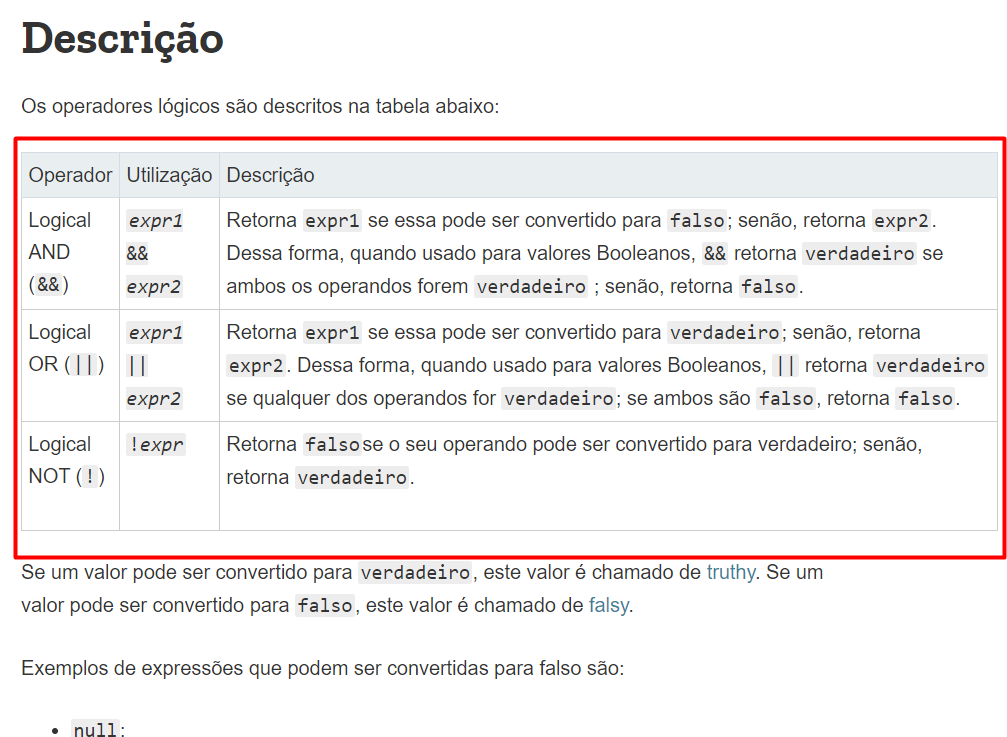 Descrição
Os operadores lógicos são descritos na tabela abaixo:
Operador Utilização Descrição
Logical AND (&&) expr1 && expr2 Retorna expr1 se essa pode ser convertido para falso; senão, retorna expr2.
Dessa forma, quando usado para valores Booleanos, && retorna verdadeiro se
ambos os operandos forem verdadeiro ; senão, retorna falso.
Logical OR (||) expr1 || expr2 Retorna expr1 se essa pode ser convertido para verdadeiro; senão, retorna
expr2. Dessa forma, quando usado para valores Booleanos, || retorna verdadeiro
se qualquer dos operandos for verdadeiro; se ambos são falso, retorna falso.
Logical NOT (!) !expr Retorna falsose o seu operando pode ser convertido para verdadeiro; senão,
retorna verdadeiro.
Se um valor pode ser convertido para verdadeiro, este valor é chamado de truthy. Se um
valor pode ser convertido para falso, este valor é chamado de falsy.
Exemplos de expressões que podem ser convertidas para falso são:
• null;